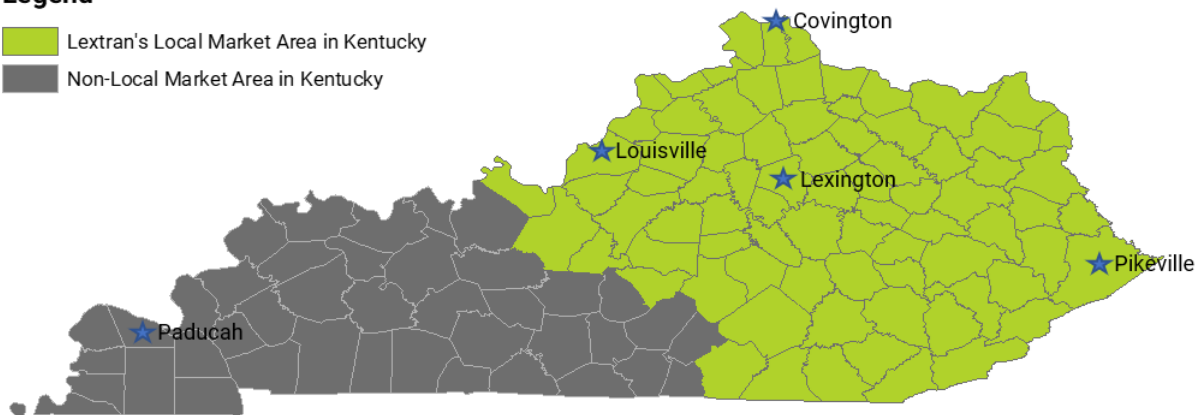 Legend
Lextran's Local Market Area in Kentucky
Non-Local Market Area in Kentucky
Covington
Louisville
Lexington
Pikeville
Paducah